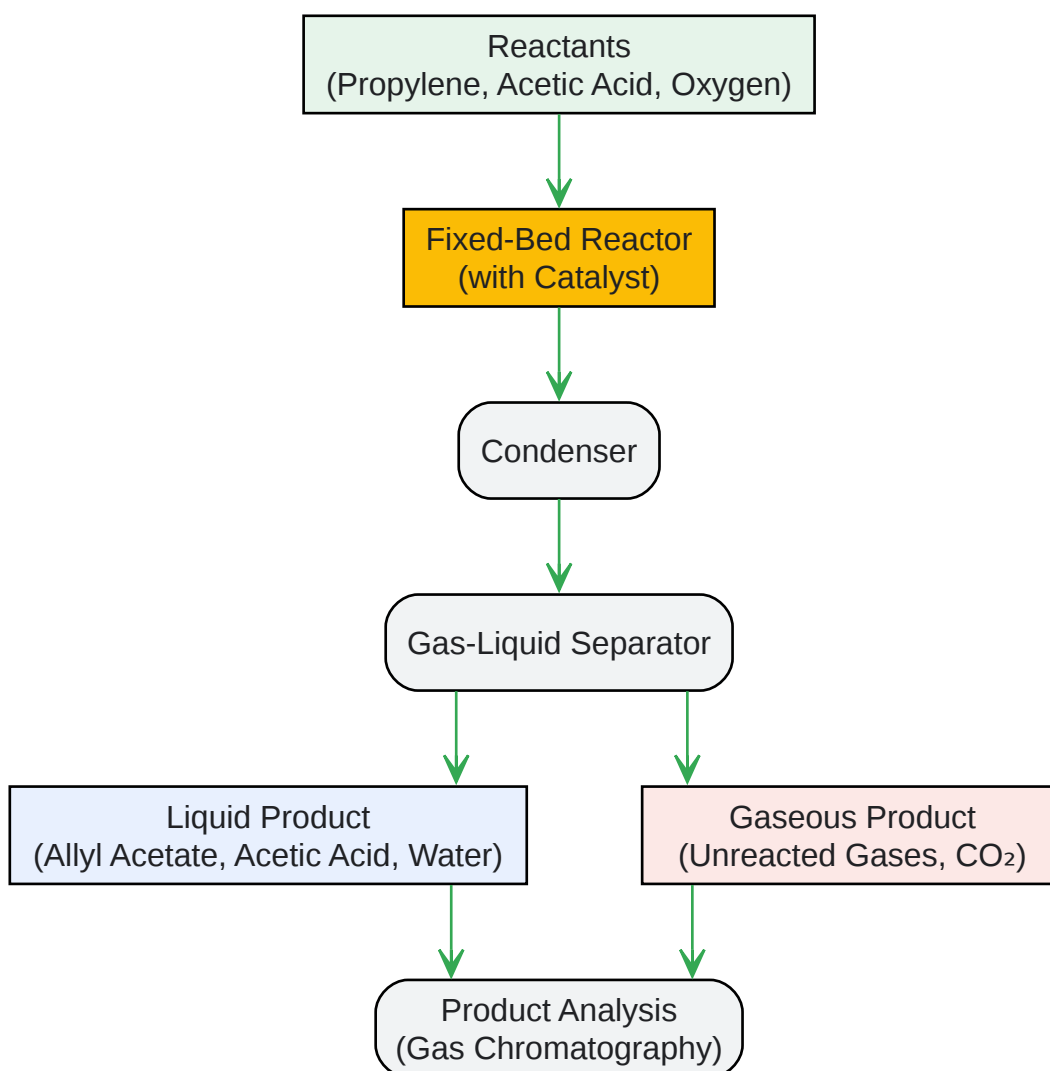 Reactants
(Propylene, Acetic Acid, Oxygen)
Fixed-Bed Reactor
(with Catalyst)
Condenser
Gas-Liquid Separator
Liquid Product
(Allyl Acetate, Acetic Acid, Water)
Gaseous Product
(Unreacted Gases, CO₂)
Product Analysis
(Gas Chromatography)